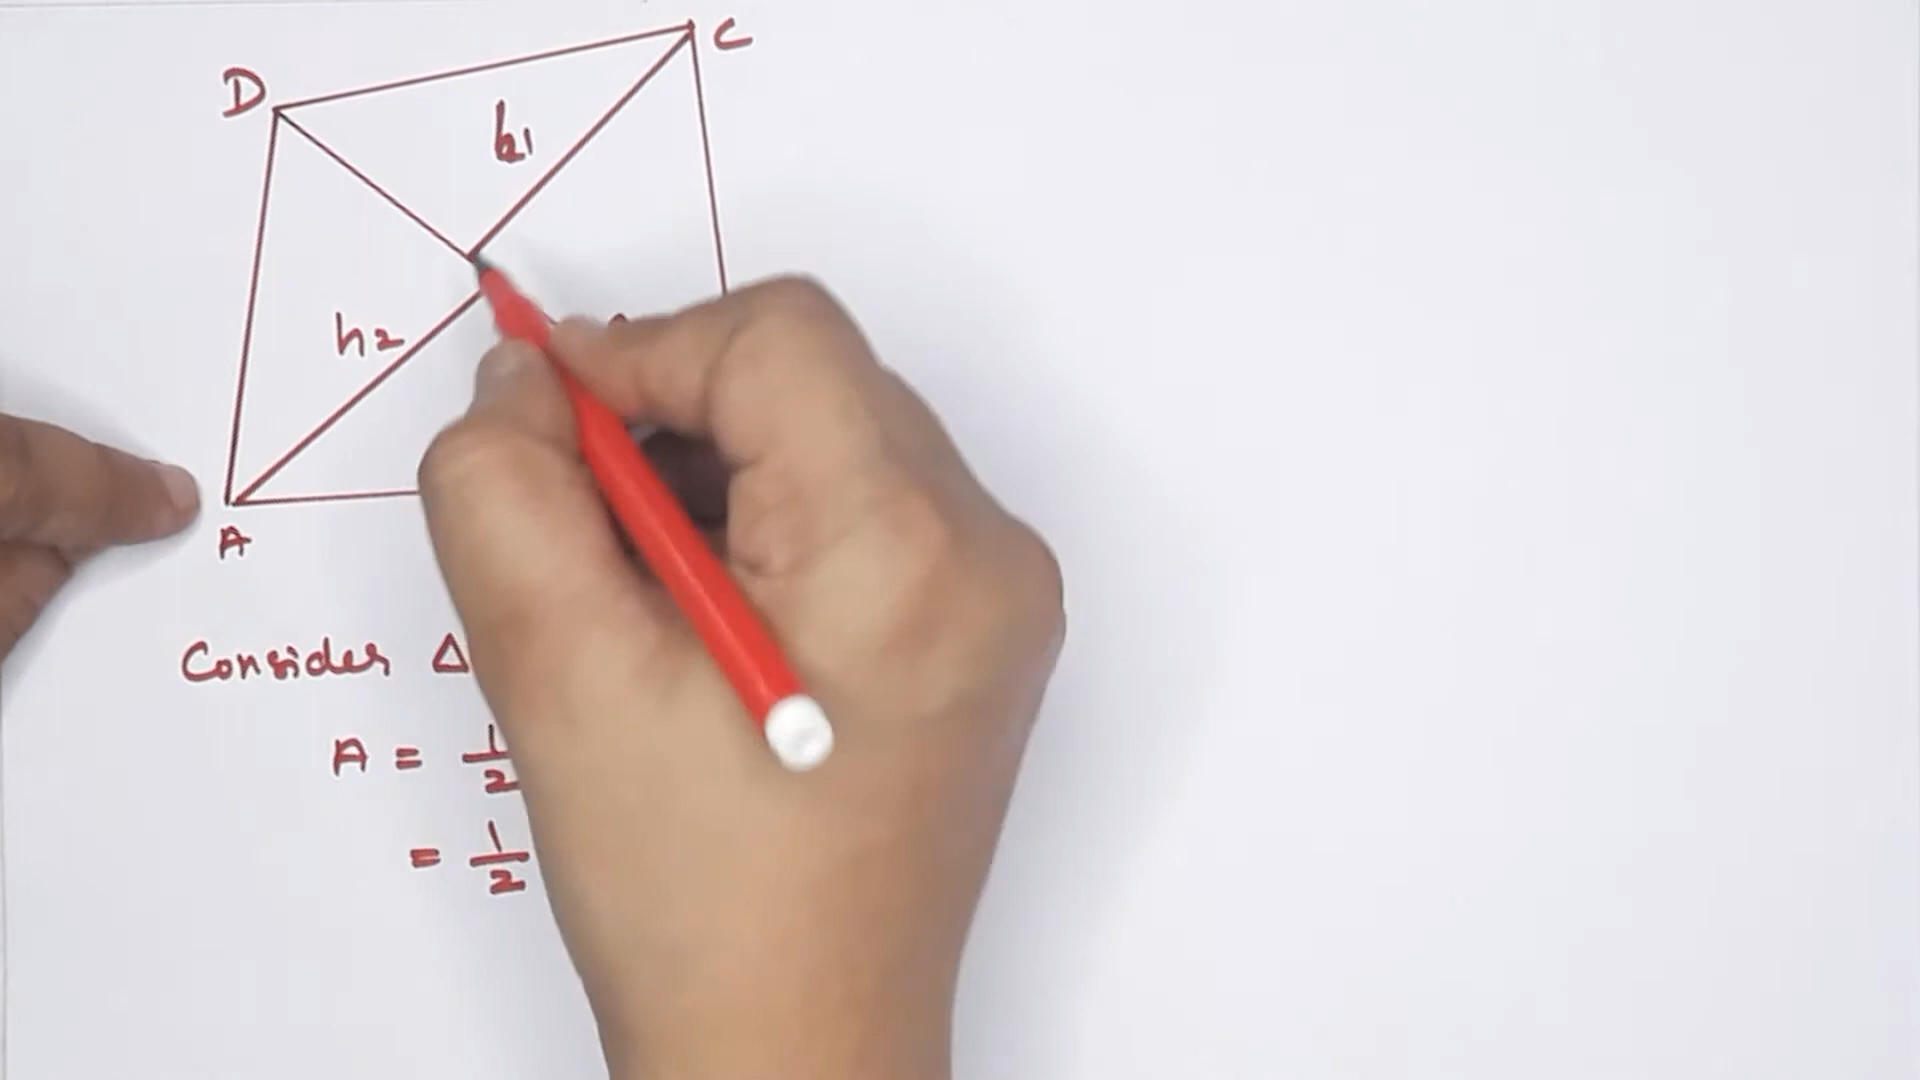 C
D
h1
h2
A
Consider Δ
A = 1/2
= 1/2